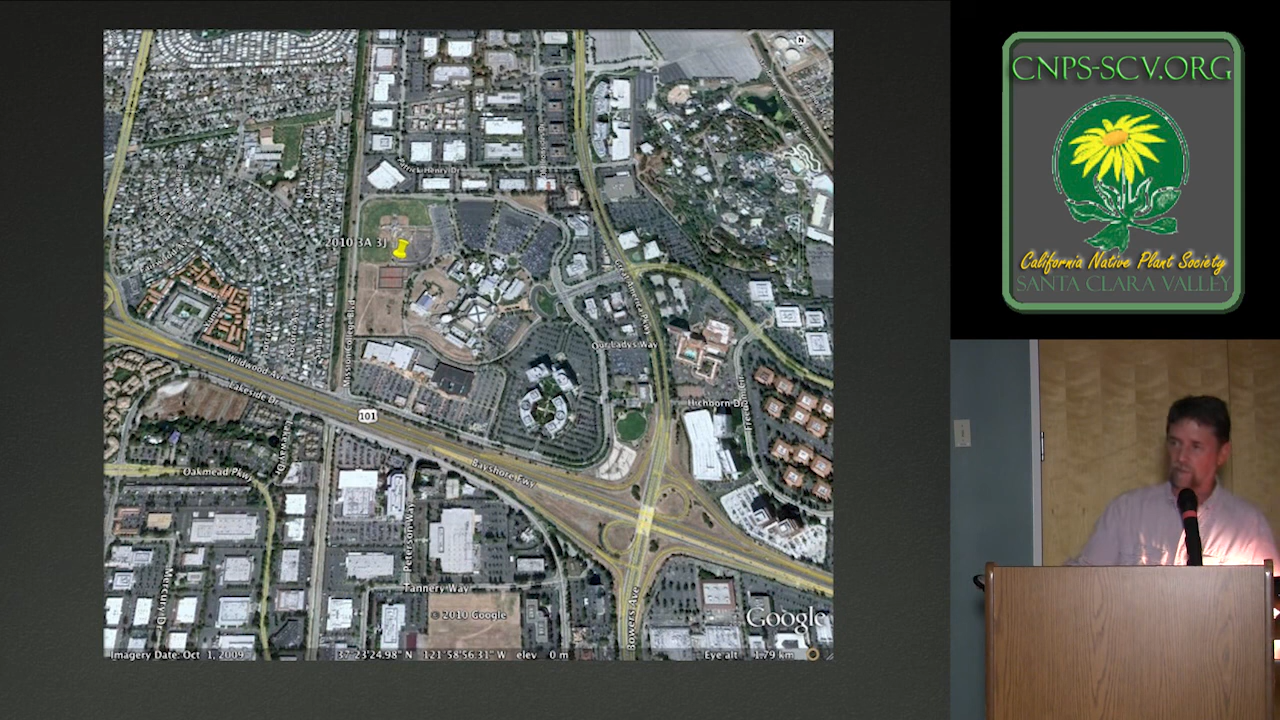 N
Patrick Henry Dr
2010 3A 3J
Great America Pkwy
Mission College Blvd
Our Ladys Way
Wildwood Ave
Lakeside Dr
101
Hichborn Dr
Freedom Cir
Lakeway Dr
Oakmead Pkwy
Bayshore Fwy
Peterson Way
Tannery Way
Mercury Dr
Bowers Ave
© 2010 Google
Google
Imagery Date: Oct 1, 2009
37°23'24.98" N 121°58'56.31" W elev 0 m
Eye alt 1.79 km
CNPS-SCV.ORG
California Native Plant Society
SANTA CLARA VALLEY